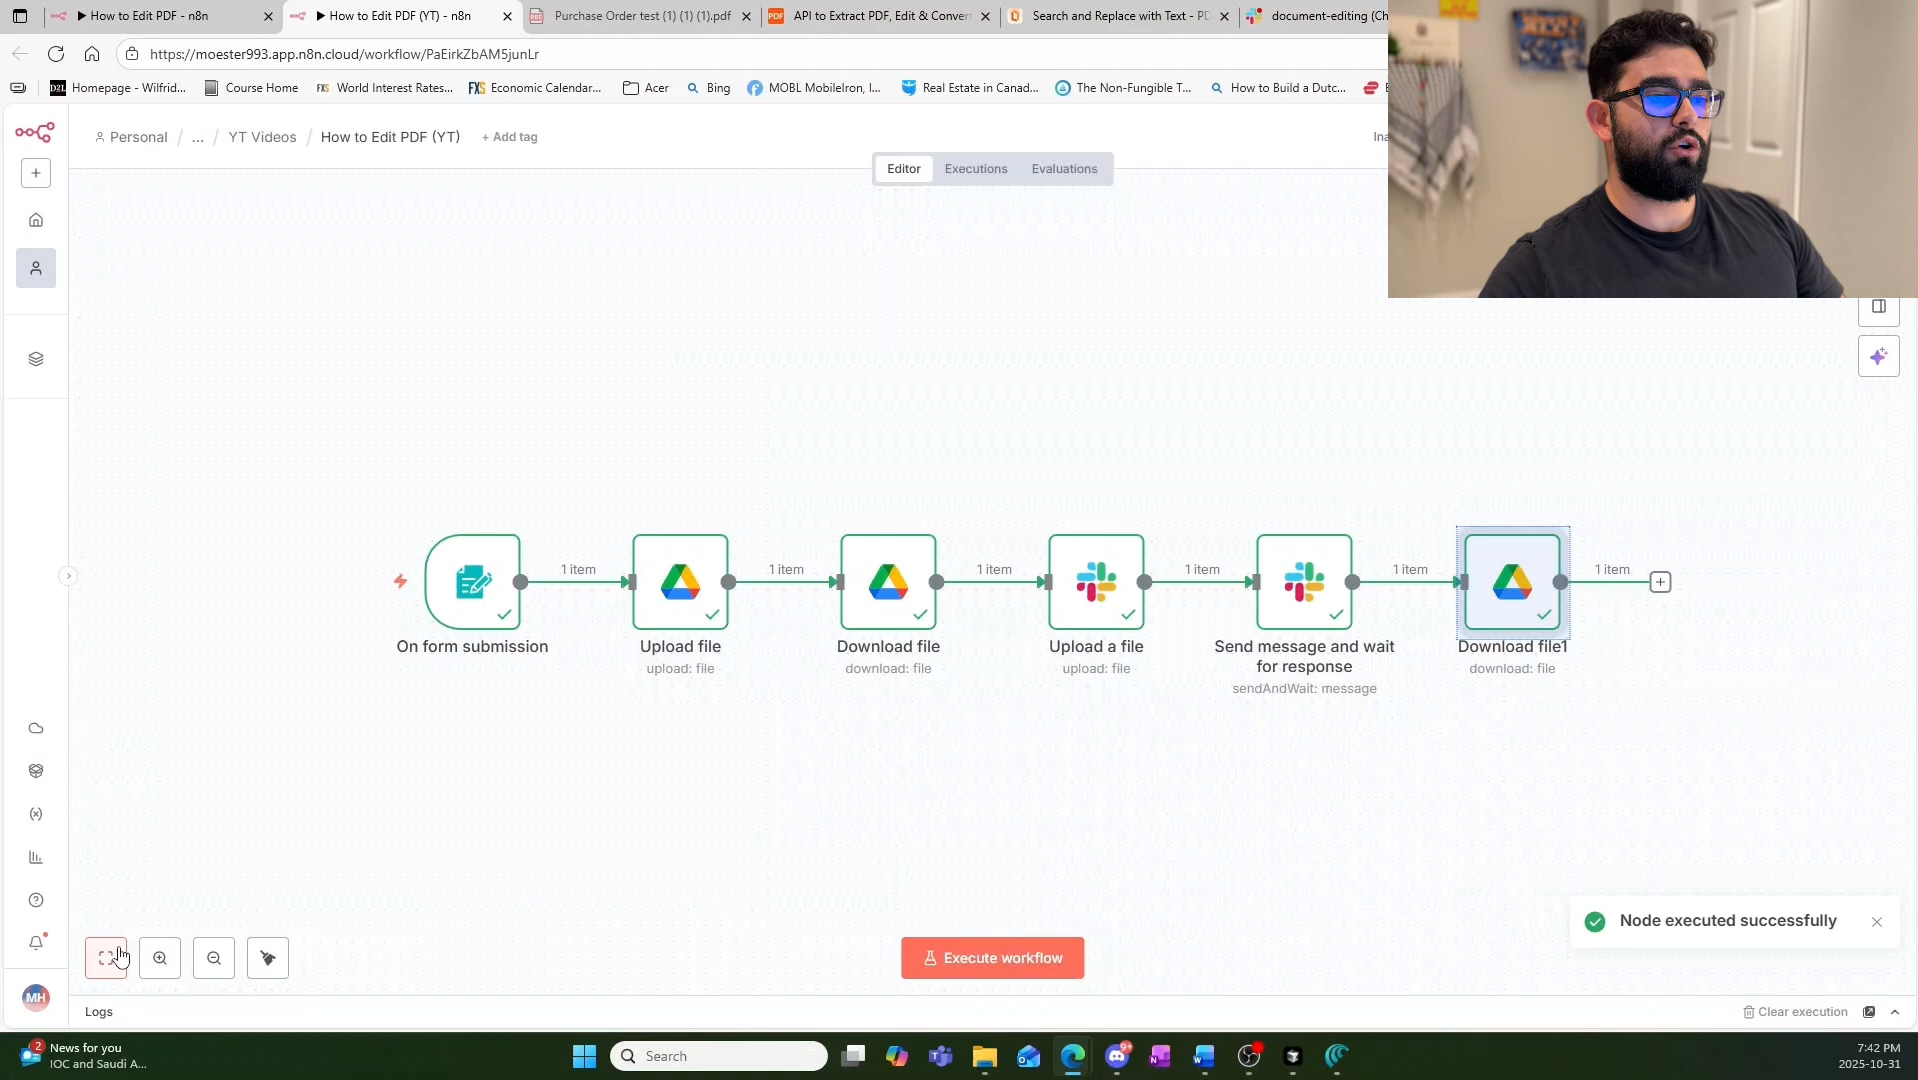 How to Edit PDF - n8n
How to Edit PDF (YT) - n8n
Purchase Order test (1) (1) (1).pdf
API to Extract PDF, Edit & Conver
Search and Replace with Text - PD
document-editing (Ch
https://moester993.app.n8n.cloud/workflow/PaEirkZbAM5junLr
Homepage - Wilfrid...
Course Home
FXS World Interest Rates...
FXS Economic Calendar...
Acer
Bing
MOBL MobileIron, I...
Real Estate in Canad...
The Non-Fungible T...
How to Build a Dutc...
Personal / ... / YT Videos / How to Edit PDF (YT) + Add tag
Ina
Editor Executions Evaluations
1 item 1 item 1 item 1 item 1 item 1 item
On form submission
Upload file
upload: file
Download file
download: file
Upload a file
upload: file
Send message and wait
for response
sendAndWait: message
Download file1
download: file
Node executed successfully
Execute workflow
MH
Logs
Clear execution
2
News for you
IOC and Saudi A...
Search
9+
7:42 PM
2025-10-31